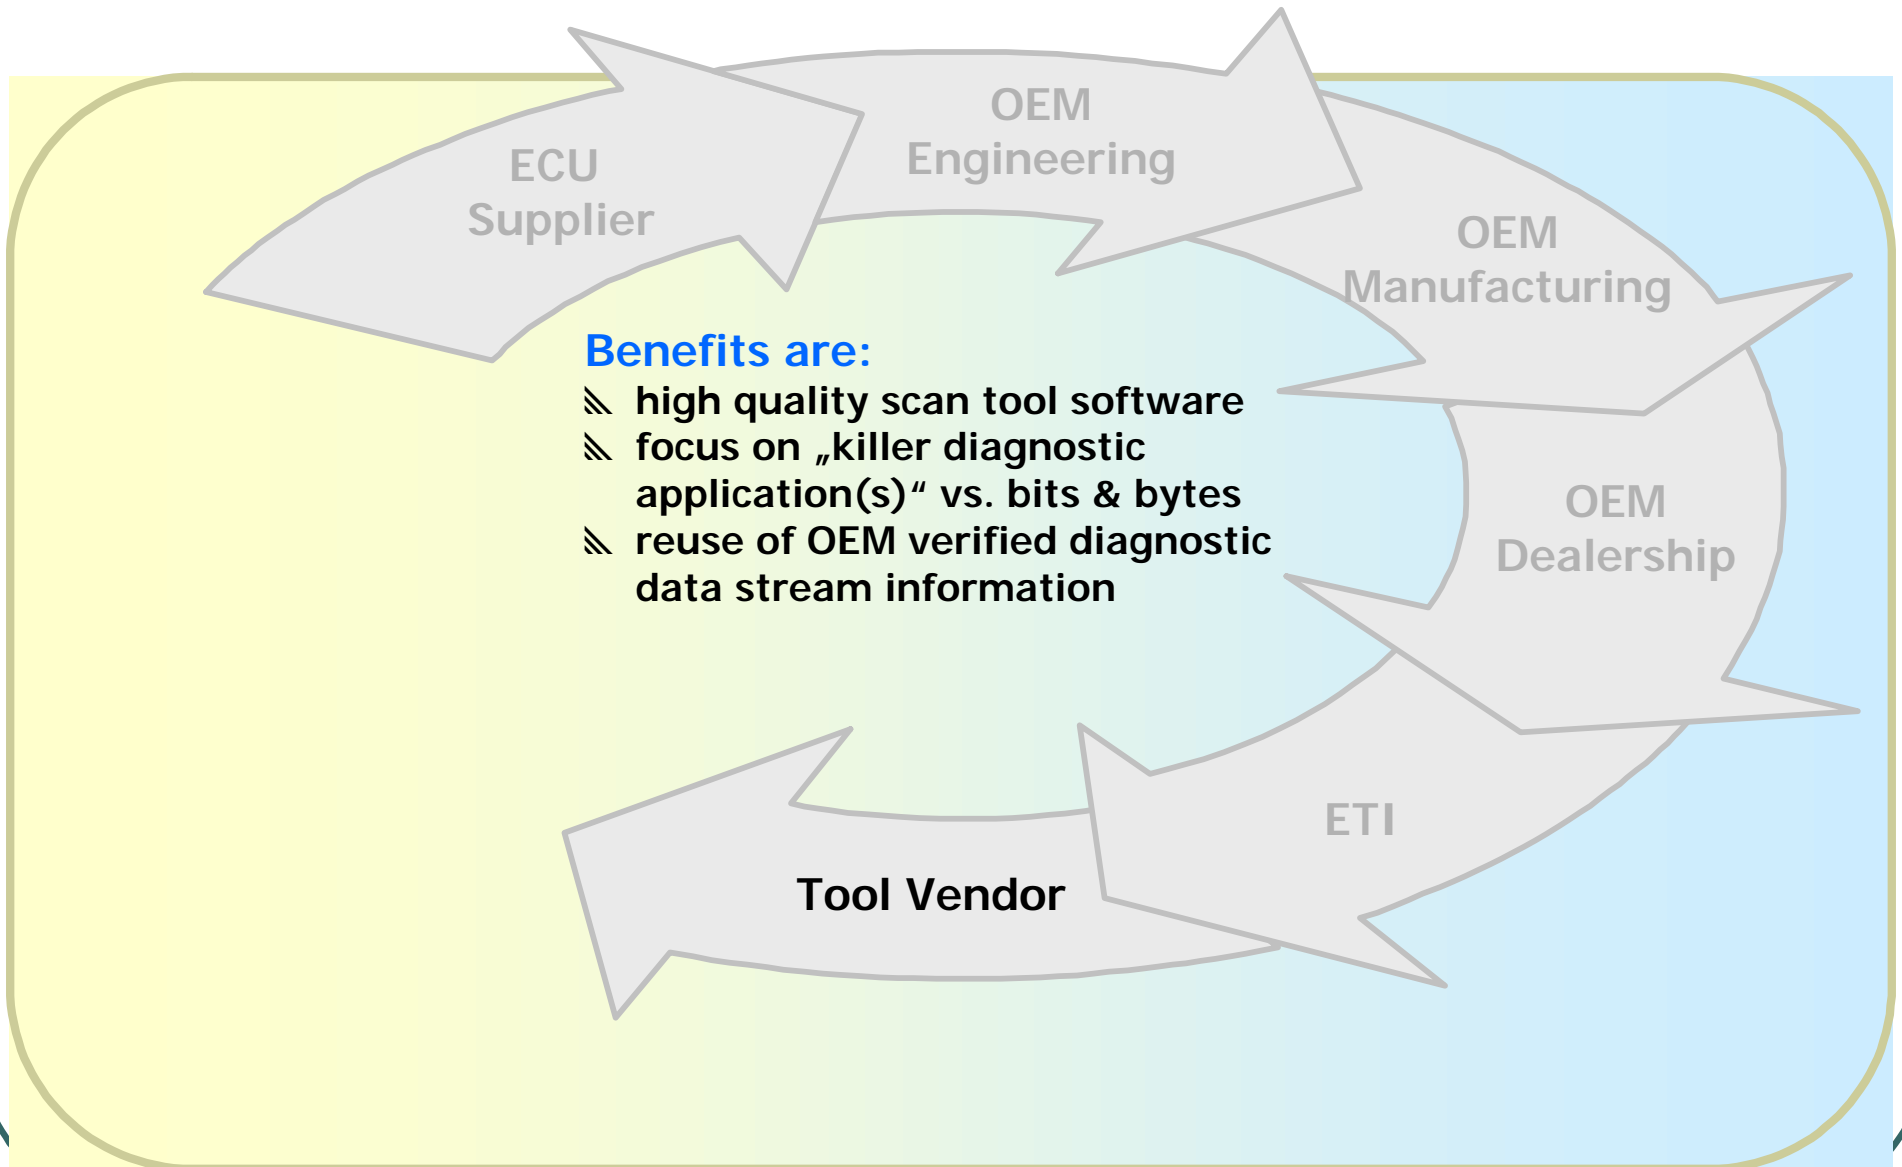 OEM
Engineering
ECU
Supplier
OEM
Manufacturing
Benefits are:
high quality scan tool software
focus on „killer diagnostic
application(s)“ vs. bits & bytes
reuse of OEM verified diagnostic
data stream information
OEM
Dealership
ETI
Tool Vendor